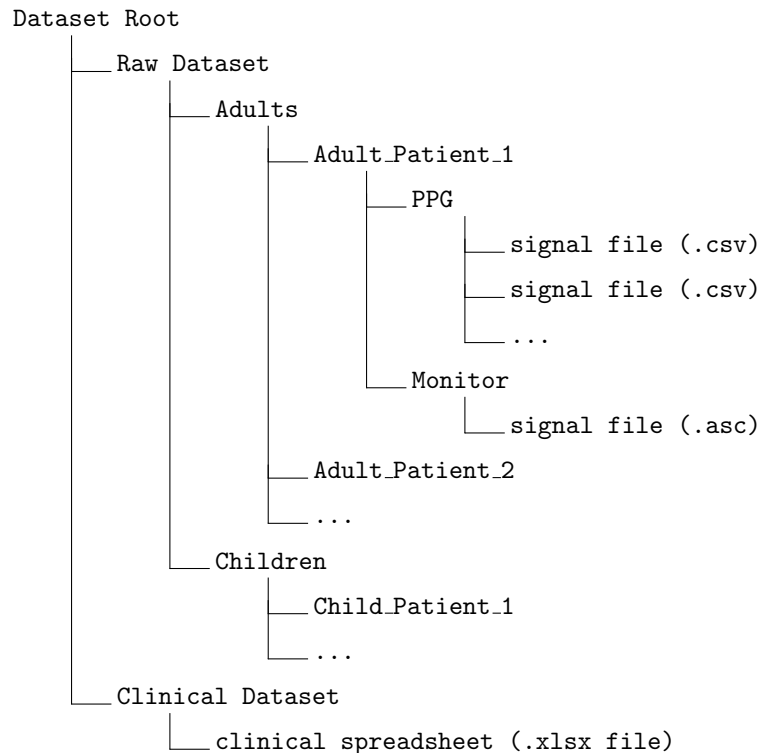 Dataset Root
Raw Dataset
Adults
Adult_Patient_1
PPG
signal file (.csv)
signal file (.csv)
...
Monitor
signal file (.asc)
Adult_Patient_2
...
Children
Child_Patient_1
...
Clinical Dataset
clinical spreadsheet (.xlsx file)